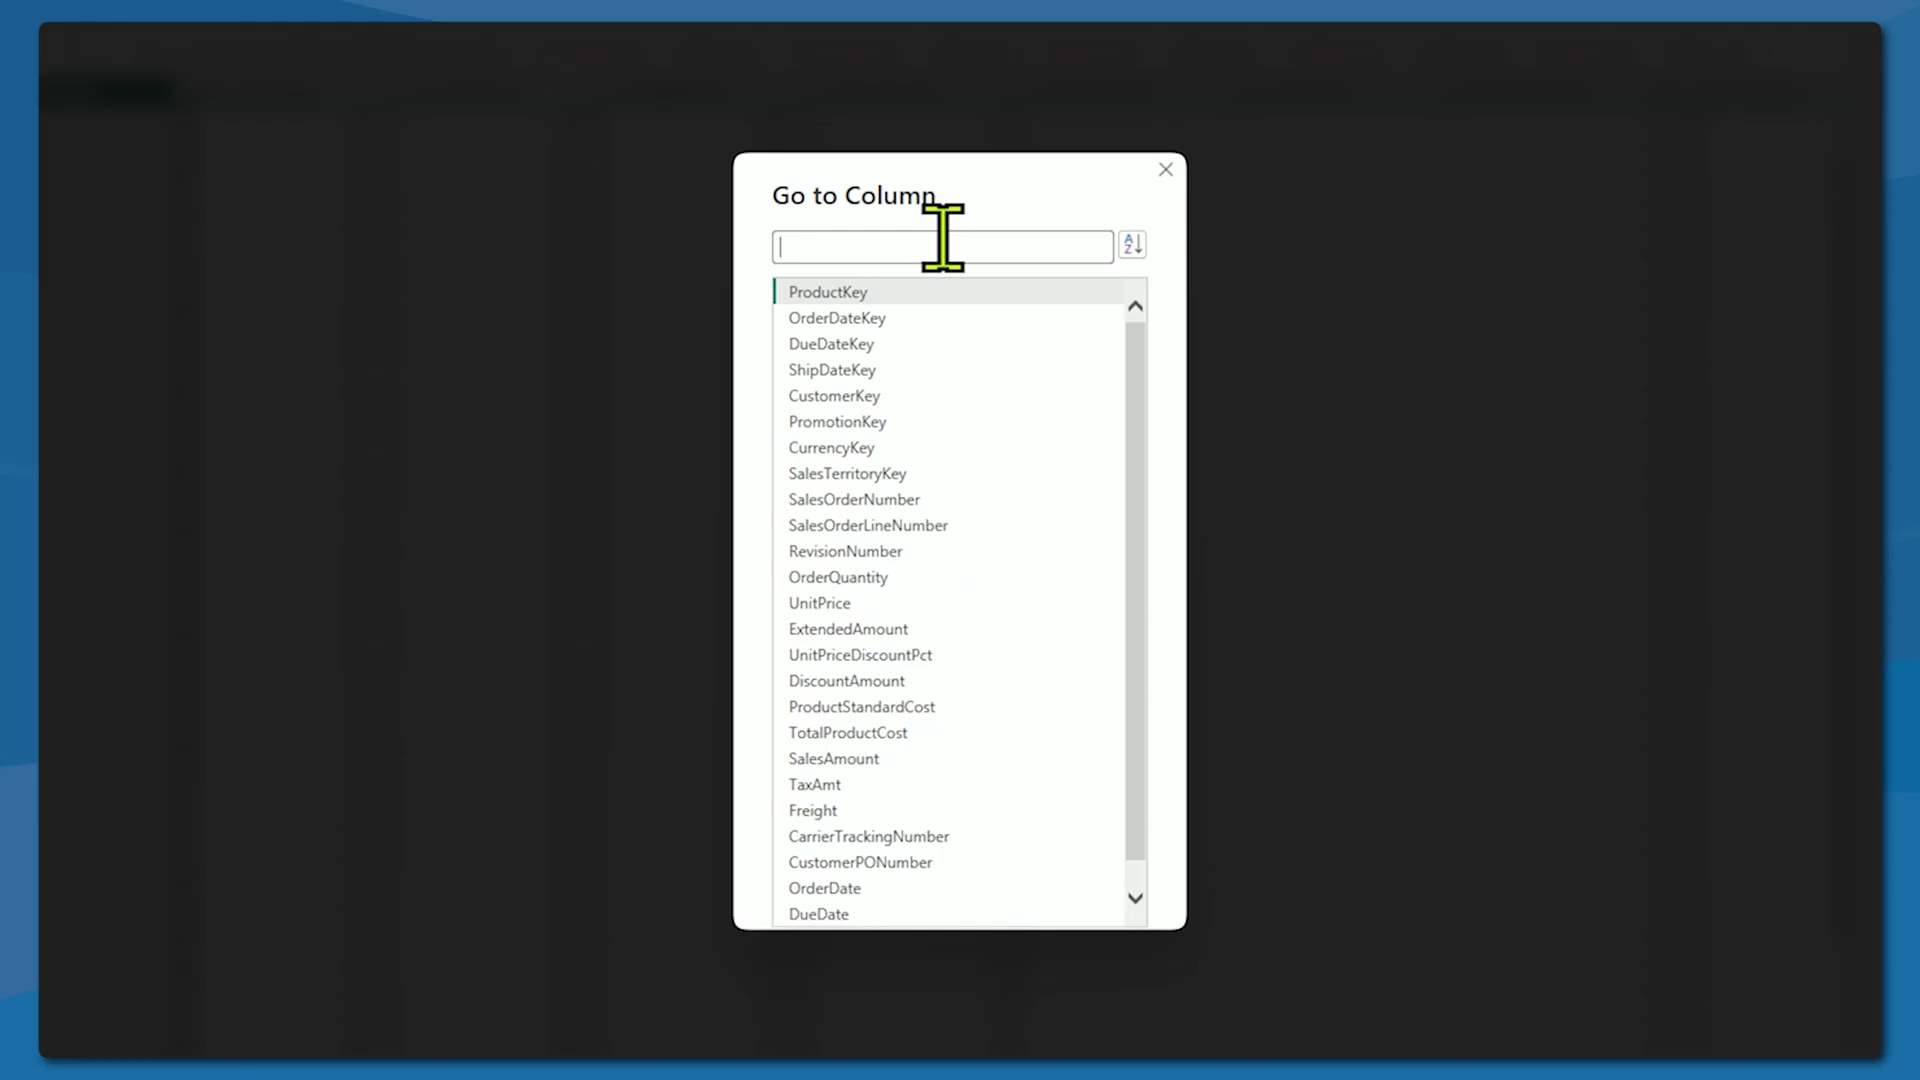 Go to Column
A
Z
ProductKey
OrderDateKey
DueDateKey
ShipDateKey
CustomerKey
PromotionKey
CurrencyKey
SalesTerritoryKey
SalesOrderNumber
SalesOrderLineNumber
RevisionNumber
OrderQuantity
UnitPrice
ExtendedAmount
UnitPriceDiscountPct
DiscountAmount
ProductStandardCost
TotalProductCost
SalesAmount
TaxAmt
Freight
CarrierTrackingNumber
CustomerPONumber
OrderDate
DueDate